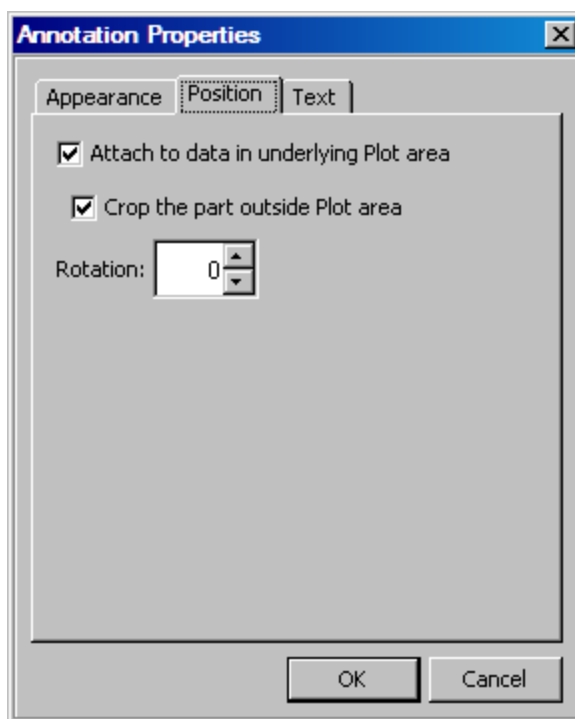 Annotation Properties
Appearance Position Text
Attach to data in underlying Plot area
Crop the part outside Plot area
Rotation: 0
OK Cancel